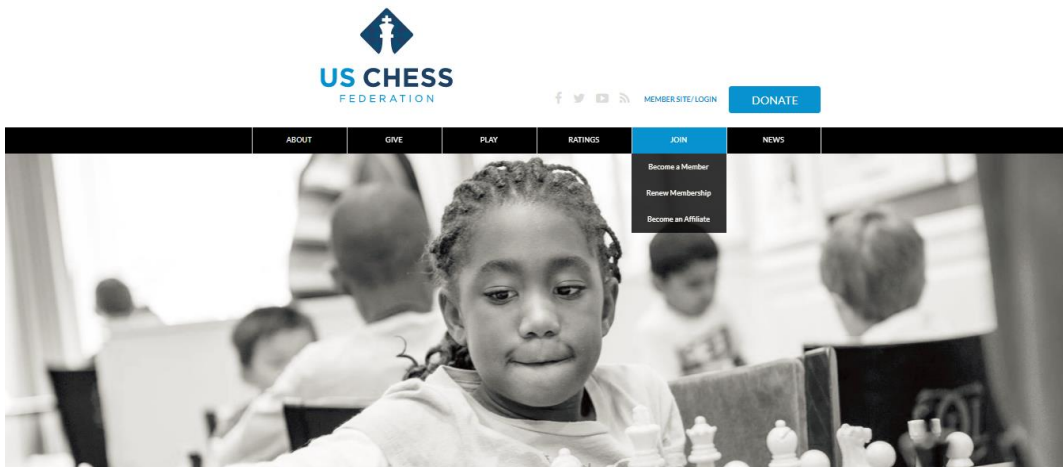 US CHESS
FEDERATION
MEMBER SITE/LOGIN
DONATE
ABOUT
GIVE
PLAY
RATINGS
JOIN
NEWS
Become a Member
Renew Membership
Become an Affiliate